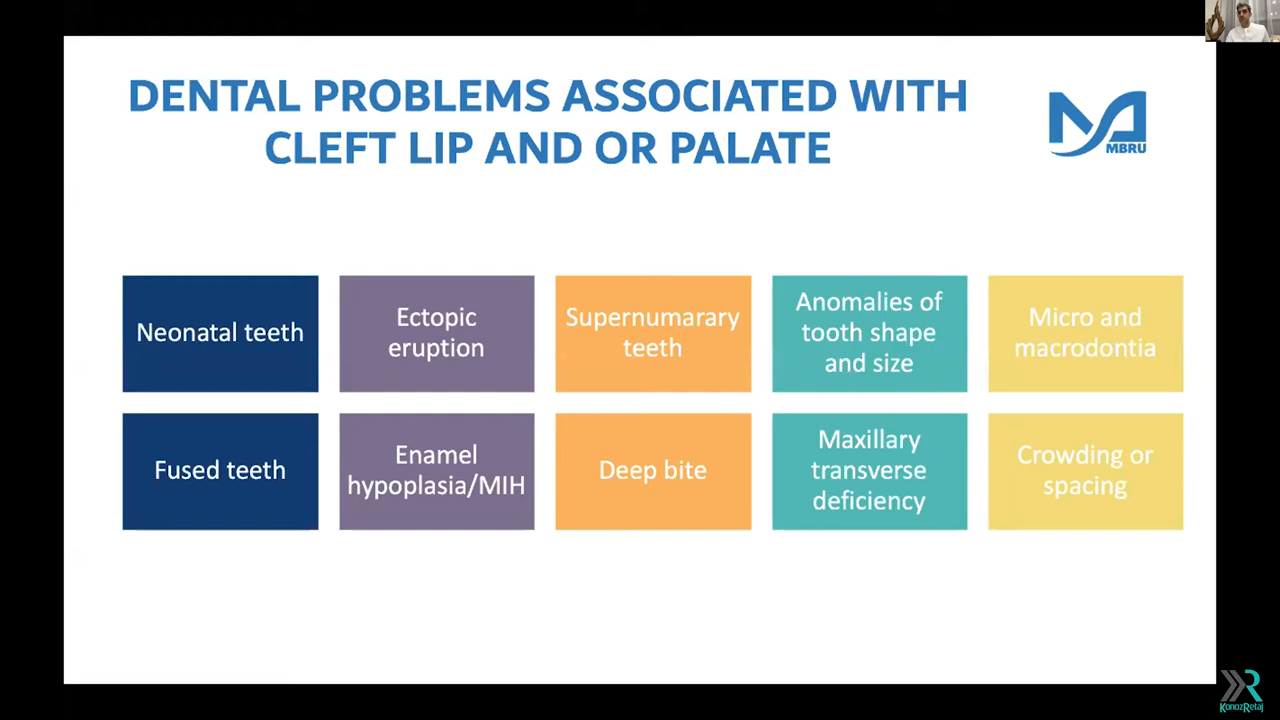 DENTAL PROBLEMS ASSOCIATED WITH
CLEFT LIP AND OR PALATE
MBRU
Neonatal teeth
Ectopic
eruption
Supernumarary
teeth
Anomalies of
tooth shape
and size
Micro and
macrodontia
Fused teeth
Enamel
hypoplasia/MIH
Deep bite
Maxillary
transverse
deficiency
Crowding or
spacing
KonozRetaj